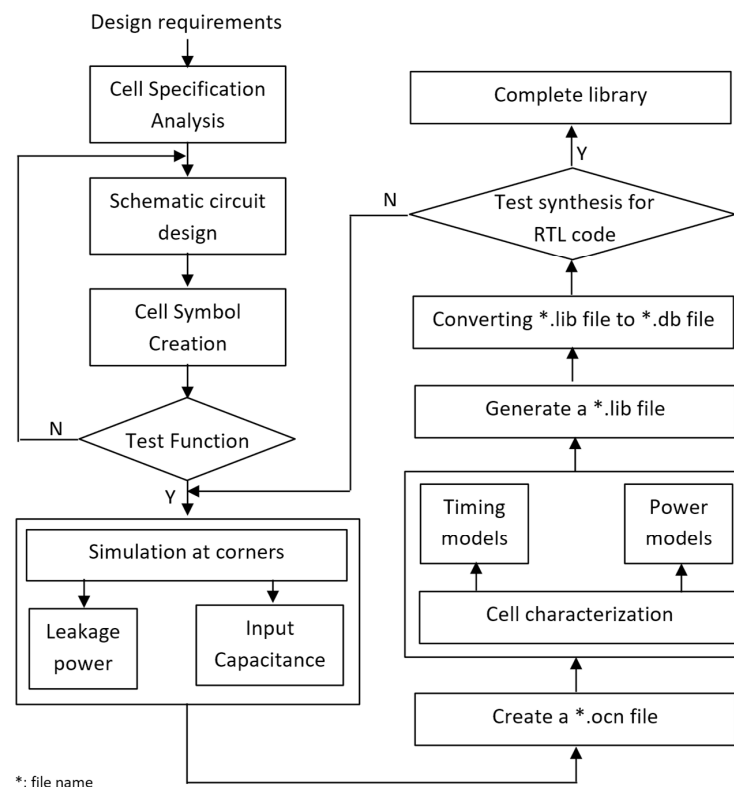 Design requirements
Cell Specification
Analysis
Schematic circuit
design
Cell Symbol
Creation
N
Test Function
Y
Simulation at corners
Leakage
power
Input
Capacitance
*: file name
Complete library
Y
N
Test synthesis for
RTL code
Converting *.lib file to *.db file
Generate a *.lib file
Timing
models
Power
models
Cell characterization
Create a *.ocn file